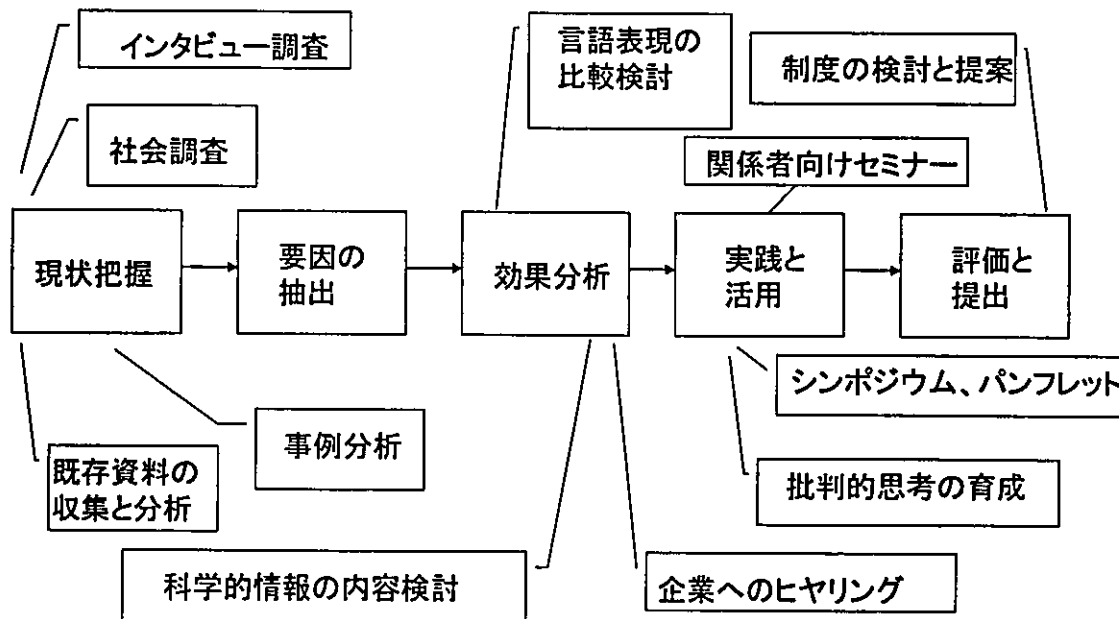 インタビュー調査
言語表現の
比較検討
制度の検討と提案
社会調査
関係者向けセミナー
現状把握
要因の
抽出
効果分析
実践と
活用
評価と
提出
シンポジウム、パンフレット
事例分析
既存資料の
収集と分析
批判的思考の育成
科学的情報の内容検討
企業へのヒヤリング